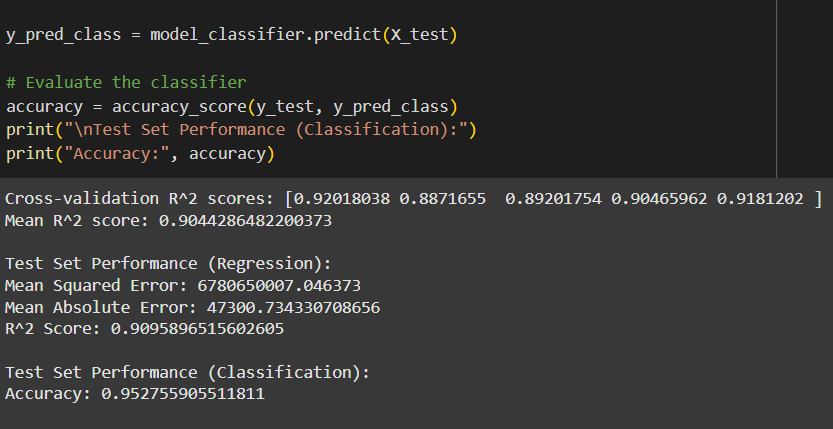 y_pred_class = model_classifier.predict(X_test)
# Evaluate the classifier
accuracy = accuracy_score(y_test, y_pred_class)
print("\nTest Set Performance (Classification):")
print("Accuracy:", accuracy)
Cross-validation R^2 scores: [0.92018038 0.8871655  0.89201754 0.90465962 0.9181202 ]
Mean R^2 score: 0.9044286482200373
Test Set Performance (Regression):
Mean Squared Error: 6780650007.046373
Mean Absolute Error: 47300.734330708656
R^2 Score: 0.9095896515602605
Test Set Performance (Classification):
Accuracy: 0.952755905511811